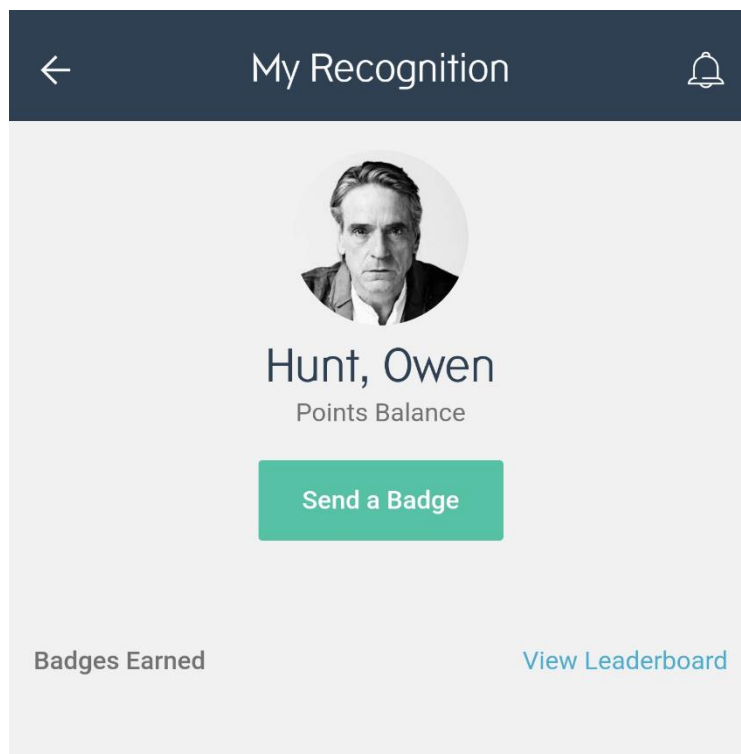 My Recognition
Hunt, Owen
Points Balance
Send a Badge
Badges Earned View Leaderboard